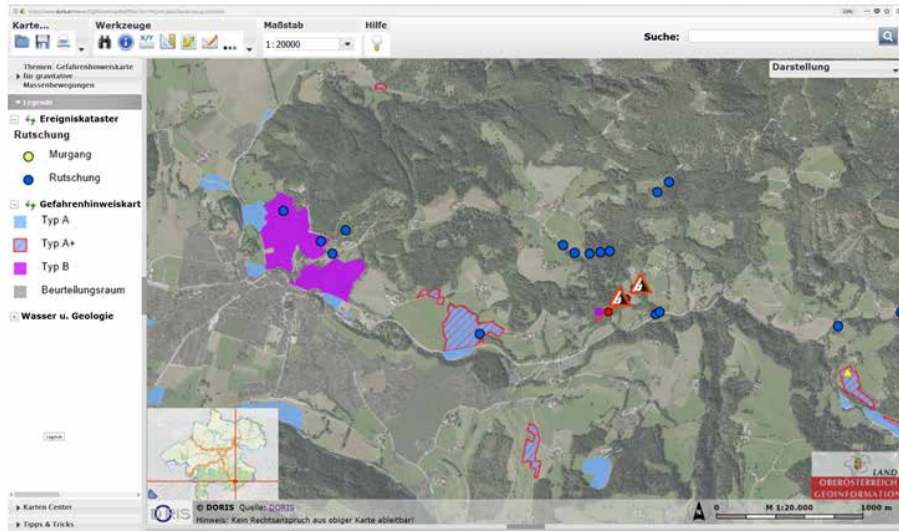 Karte...
Werkzeuge
Maßstab
Hilfe
X/Y
...
1:20000
Suche:
Themen: Gefahrenhinweiskarte
für gravitative
Massenbewegungen
Legende
Ereigniskataster
Rutschung
Murgang
Rutschung
Gefahrenhinweiskart
Typ A
Typ A+
Typ B
Beurteilungsraum
Wasser u. Geologie
Legende
Karten Center
Tipps & Tricks
Darstellung
DORIS
© DORIS Quelle: DORIS
Hinweis: Kein Rechtsanspruch aus obiger Karte ableitbar!
0 M 1:20.000 1000 m
LAND
OBERÖSTERREICH
GEOINFORMATION